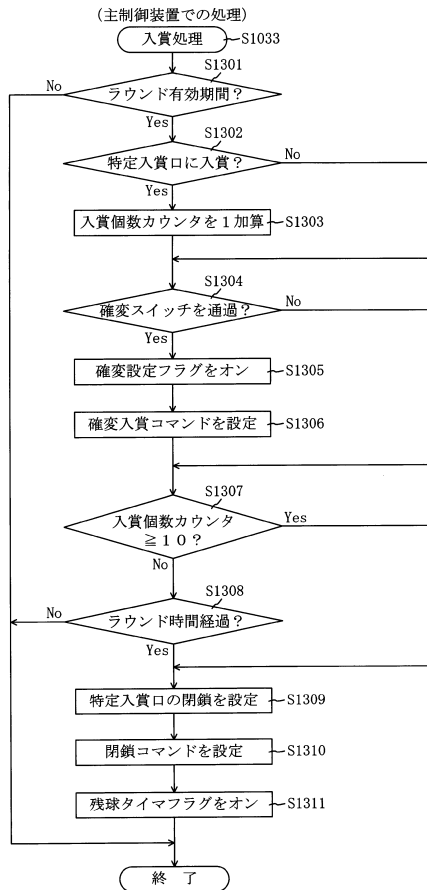 (主制御装置での処理)
入賞処理
S1033
S1301
No
ラウンド有効期間？
Yes
S1302
特定入賞口に入賞？
No
Yes
入賞個数カウンタを１加算
S1303
S1304
確変スイッチを通過？
No
Yes
確変設定フラグをオン
S1305
確変入賞コマンドを設定
S1306
S1307
入賞個数カウンタ
≧１０？
Yes
No
S1308
No
ラウンド時間経過？
Yes
特定入賞口の閉鎖を設定
S1309
閉鎖コマンドを設定
S1310
残球タイマフラグをオン
S1311
終　了